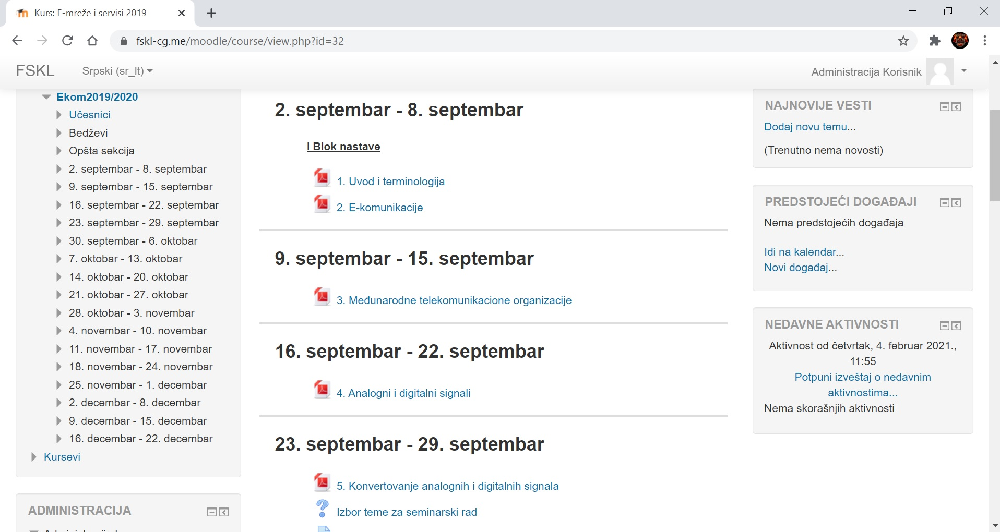 Kurs: E-mreže i servisi 2019
fskl-cg.me/moodle/course/view.php?id=32
FSKL
Srpski (sr_lt)
Administracija Korisnik
Ekom2019/2020
Učesnici
Bedževi
Opšta sekcija
2. septembar - 8. septembar
9. septembar - 15. septembar
16. septembar - 22. septembar
23. septembar - 29. septembar
30. septembar - 6. oktobar
7. oktobar - 13. oktobar
14. oktobar - 20. oktobar
21. oktobar - 27. oktobar
28. oktobar - 3. novembar
4. novembar - 10. novembar
11. novembar - 17. novembar
18. novembar - 24. novembar
25. novembar - 1. decembar
2. decembar - 8. decembar
9. decembar - 15. decembar
16. decembar - 22. decembar
Kursevi
ADMINISTRACIJA
2. septembar - 8. septembar
I Blok nastave
1. Uvod i terminologija
2. E-komunikacije
9. septembar - 15. septembar
3. Međunarodne telekomunikacione organizacije
16. septembar - 22. septembar
4. Analogni i digitalni signali
23. septembar - 29. septembar
5. Konvertovanje analognih i digitalnih signala
Izbor teme za seminarski rad
NAJNOVIJE VESTI
Dodaj novu temu...
(Trenutno nema novosti)
PREDSTOJEĆI DOGAĐAJI
Nema predstojećih događaja
Idi na kalendar...
Novi događaj...
NEDAVNE AKTIVNOSTI
Aktivnost od četvrtak, 4. februar 2021.,
11:55
Potpuni izveštaj o nedavnim
aktivnostima...
Nema skorašnjih aktivnosti